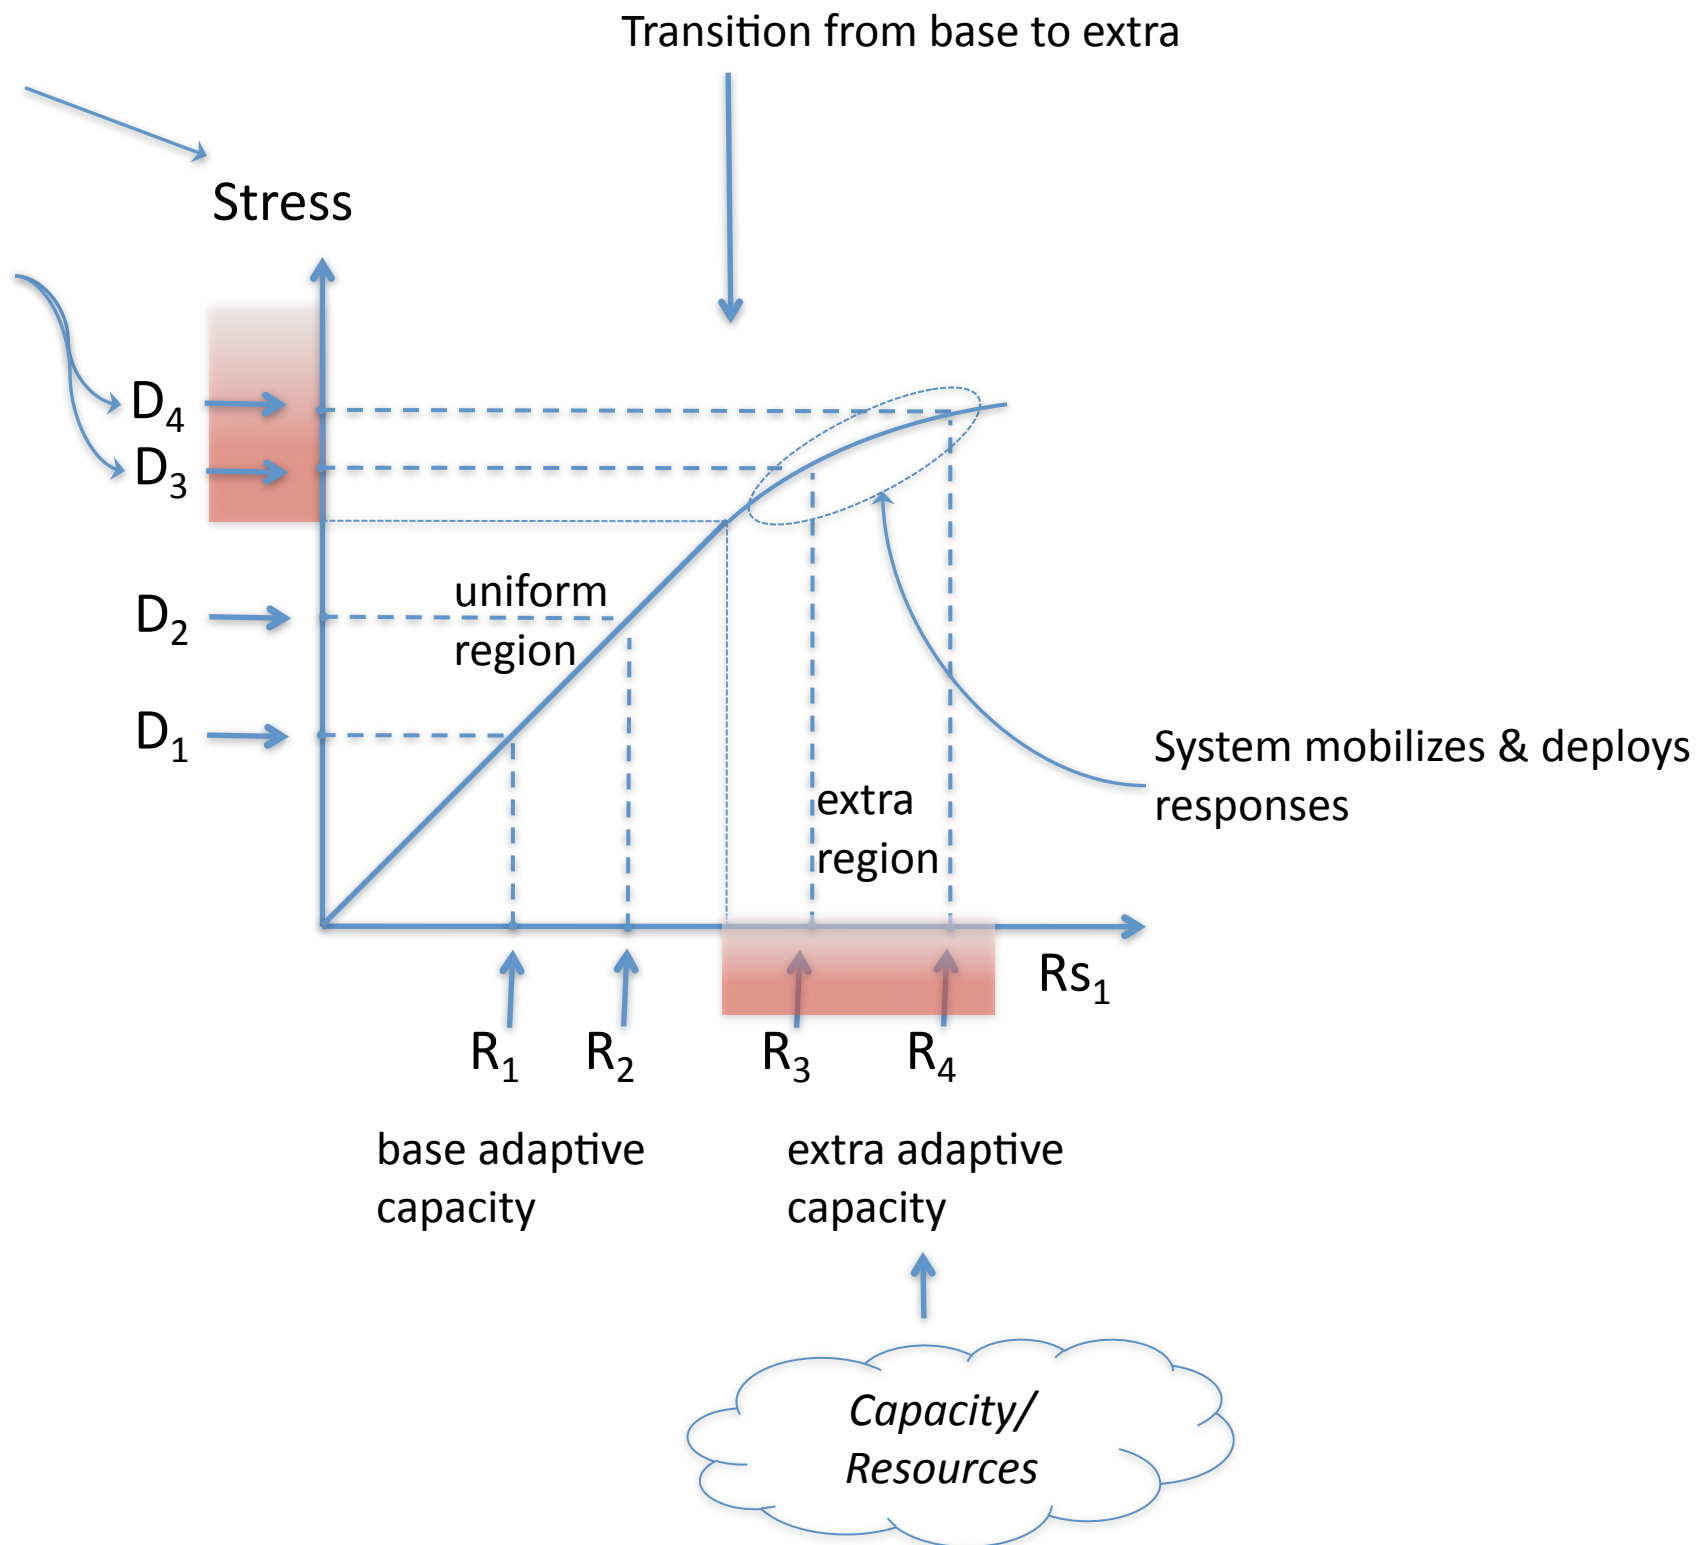 Transition from base to extra
Stress
D₄
D₃
uniform
D₂
region
D₁
System mobilizes & deploys
responses
extra
region
Rs₁
R₁
R₂
R₃
R₄
base adaptive
capacity
extra adaptive
capacity
Capacity/
Resources